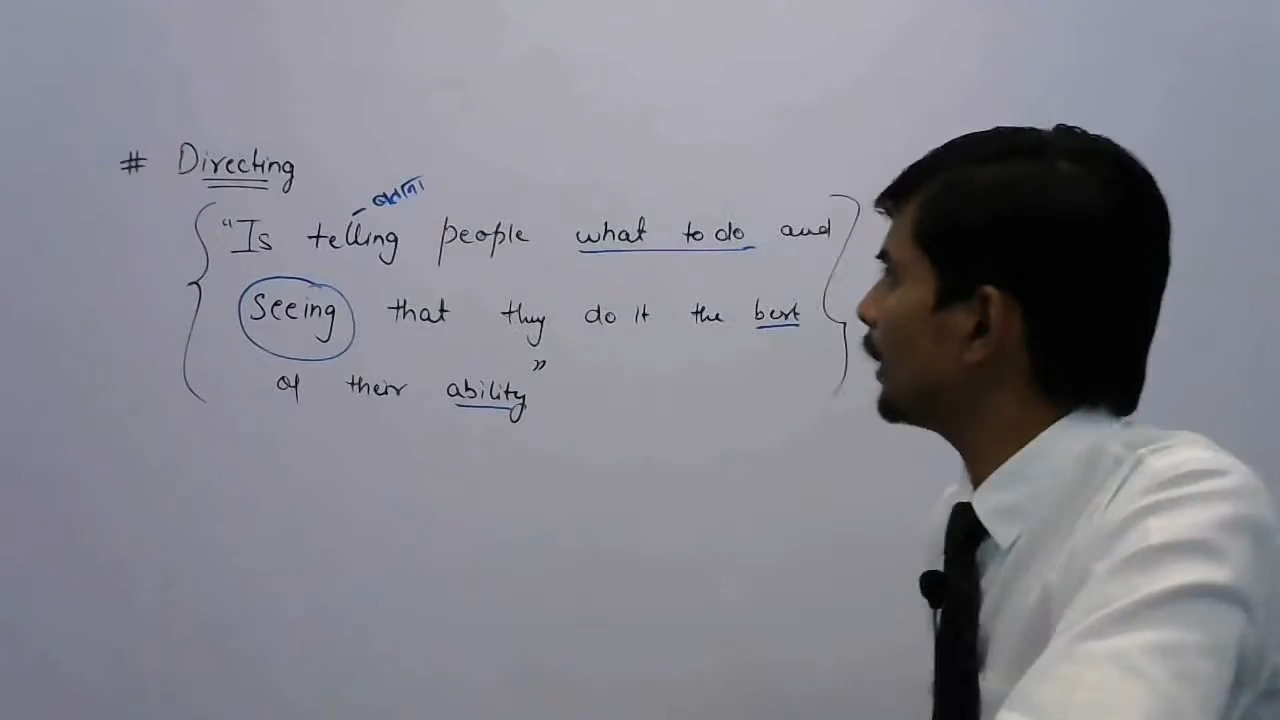 # Directing
"Is telling people what to do and
Seeing that they do it the best
of their ability"